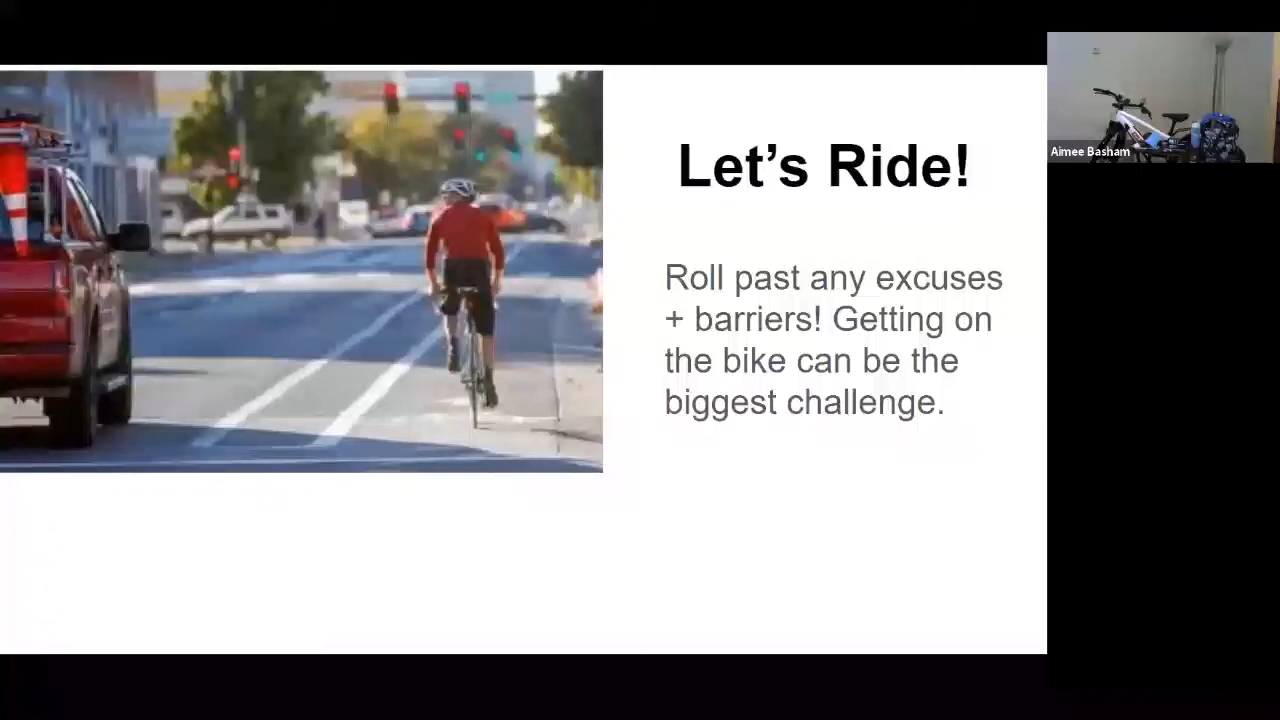 Let’s Ride!
Roll past any excuses
+ barriers! Getting on
the bike can be the
biggest challenge.
Aimee Basham